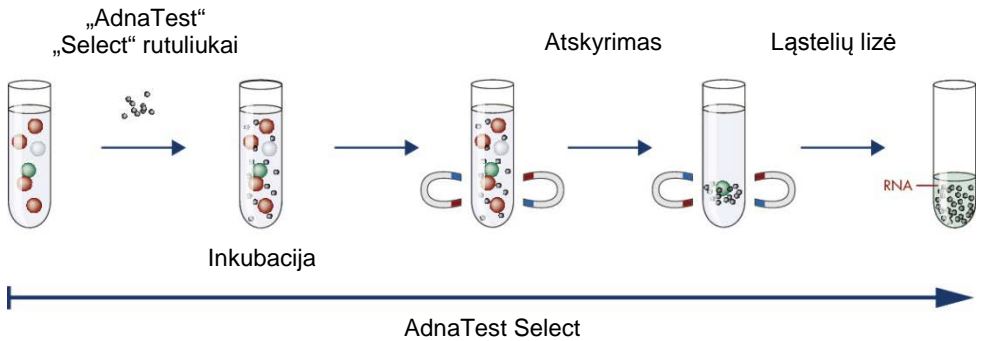 „AdnaTest“
„Select“ rutuliukai
Atskyrimas
Ląstelių lizė
RNA
Inkubacija
AdnaTest Select